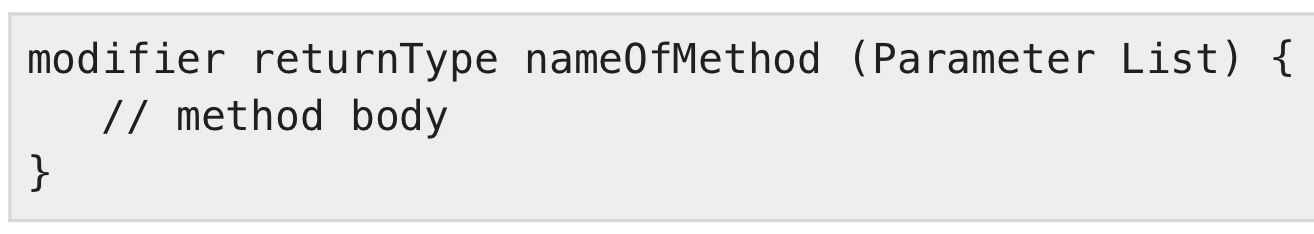 modifier returnType nameOfMethod (Parameter List) {
   // method body
}